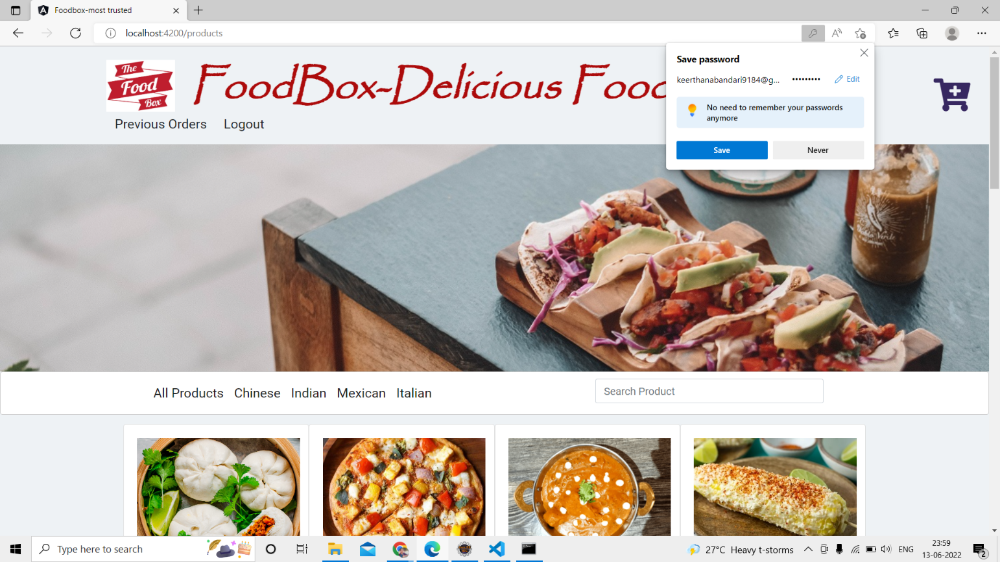 Foodbox-most trusted
localhost:4200/products
The
Food
Box
FoodBox-Delicious Food
Previous Orders Logout
Save password
keerthanabandari9184@g... ••••••••• Edit
No need to remember your passwords
anymore
Save Never
All Products Chinese Indian Mexican Italian
Search Product
Type here to search
27°C Heavy t-storms
ENG
23:59
13-06-2022
2